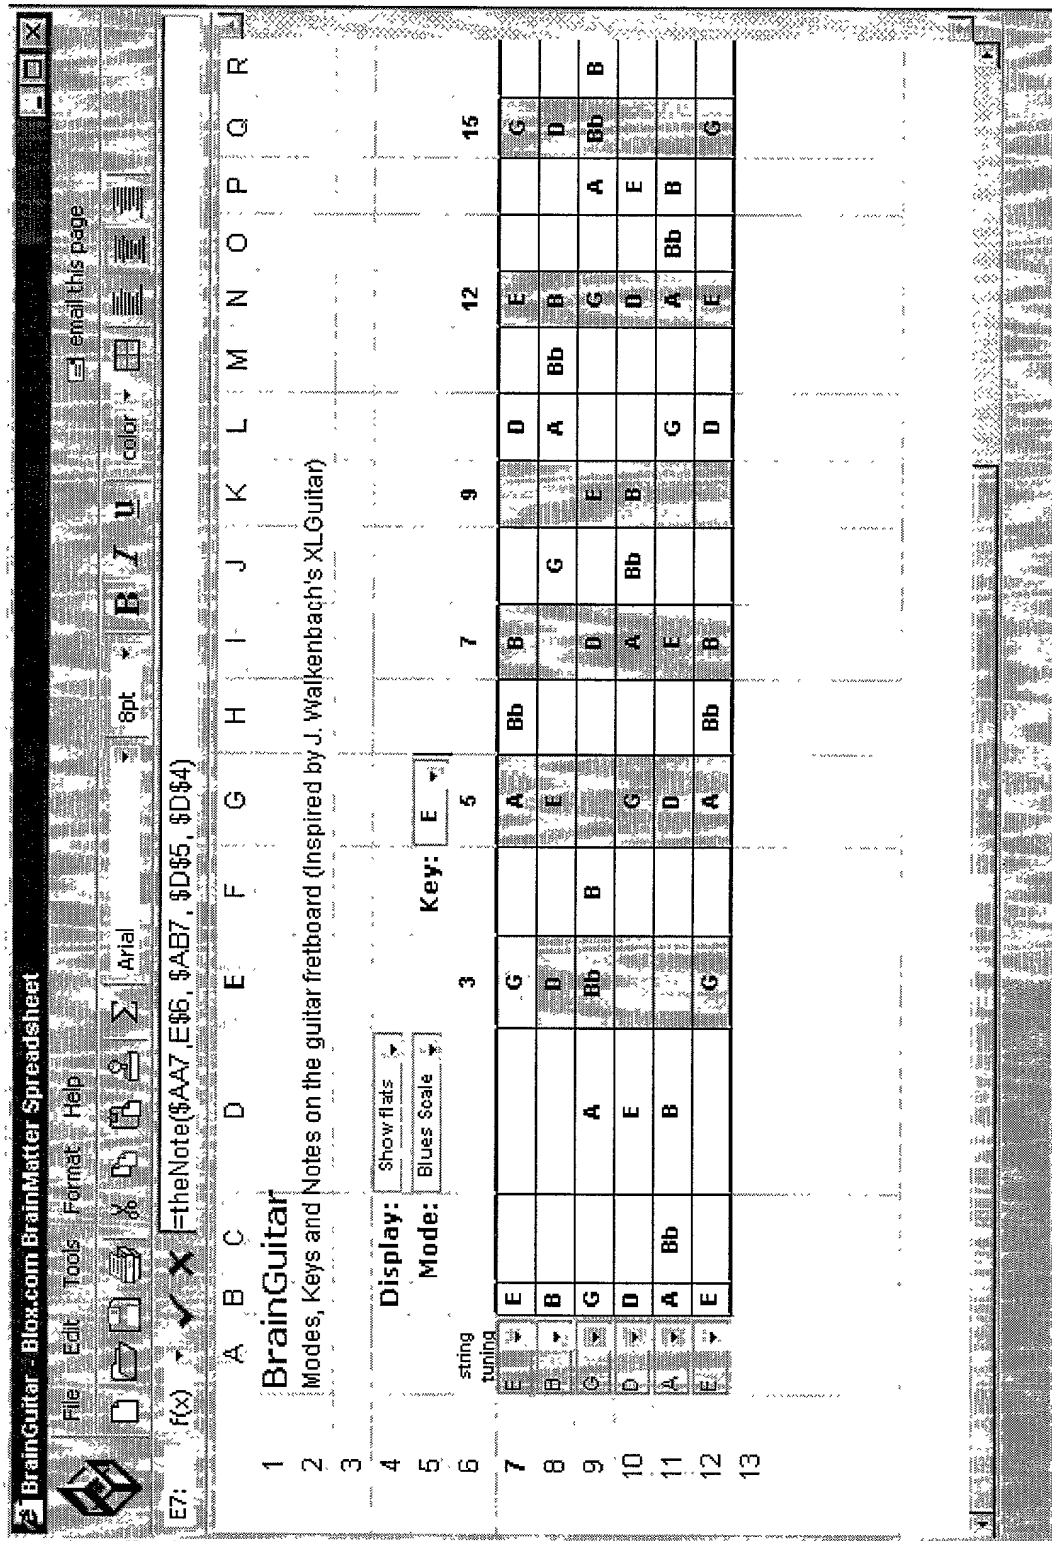 BrainGuitar - Blox.com BrainMatter Spreadsheet
File Edit Tools Format Help email this page
Arial 8pt B I U color
E7: f(x) =theNote($AA7,E$6, $AB7, $D$5, $D$4)
A B C D E F G H I J K L M N O P Q R
1 BrainGuitar
2 Modes, Keys and Notes on the guitar fretboard (Inspired by J. Walkenbach's XLGuitar)
3
4 Display: Show flats
5 Mode: Blues Scale Key: E
6 string tuning 3 5 7 9 12 15
7 E E G A Bb B D E G
8 B B D E G A Bb B D
9 G G A Bb B D E G A Bb B
10 D D E G A Bb B D E
11 A A Bb B D E G A Bb B
12 E E G A Bb B D E G
13